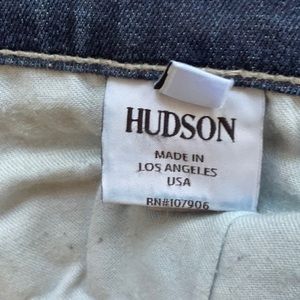 HUDSON
MADE IN
LOS ANGELES
USA
RN#107906